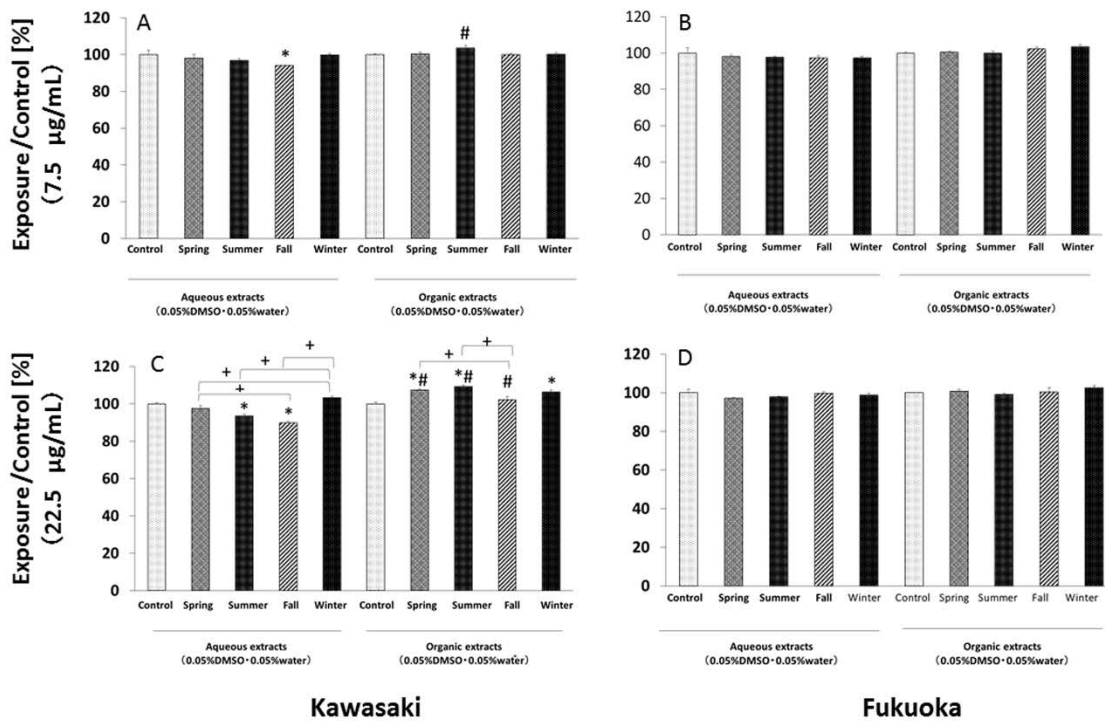 Exposure/Control [%]
(7.5 µg/mL)
A
120
100
80
60
40
20
0
*
#
Control Spring Summer Fall Winter Control Spring Summer Fall Winter
Aqueous extracts
(0.05%DMSO・0.05%water)
Organic extracts
(0.05%DMSO・0.05%water)
B
120
100
80
60
40
20
0
Control Spring Summer Fall Winter Control Spring Summer Fall Winter
Aqueous extracts
(0.05%DMSO・0.05%water)
Organic extracts
(0.05%DMSO・0.05%water)
Exposure/Control [%]
(22.5 µg/mL)
C
120
100
80
60
40
20
0
+
+
+
+
* *
+
+
*# *# # *
Control Spring Summer Fall Winter Control Spring Summer Fall Winter
Aqueous extracts
(0.05%DMSO・0.05%water)
Organic extracts
(0.05%DMSO・0.05%water)
D
120
100
80
60
40
20
0
Control Spring Summer Fall Winter Control Spring Summer Fall Winter
Aqueous extracts
(0.05%DMSO・0.05%water)
Organic extracts
(0.05%DMSO・0.05%water)
Kawasaki
Fukuoka